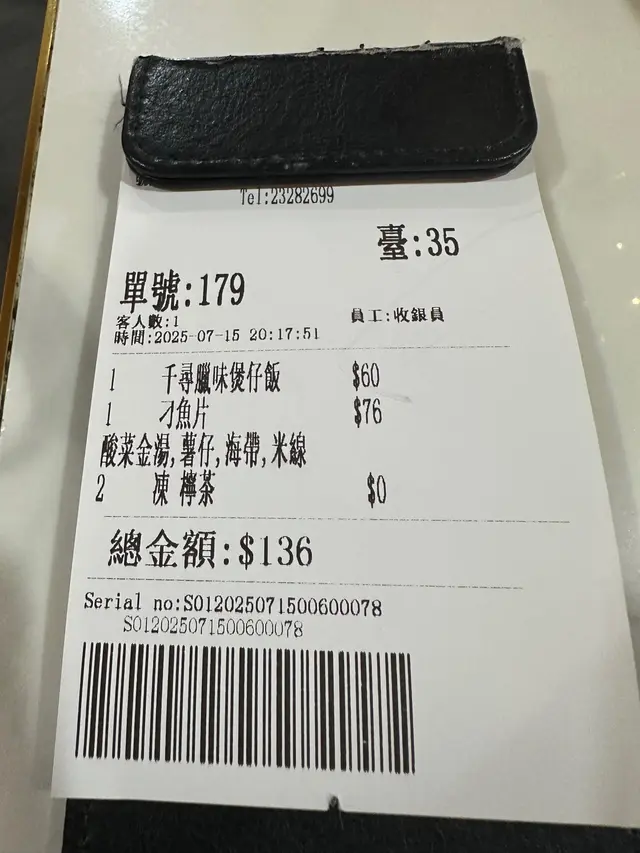 Tel:23282699
臺:35
單號:179
客人數:1 員工:收銀員
時間:2025-07-15 20:17:51
1 千尋臘味煲仔飯 $60
1 刁魚片 $76
酸菜金湯,薯仔,海帶,米線
2 凍 檸茶 $0
總金額:$136
Serial no:S012025071500600078
S012025071500600078